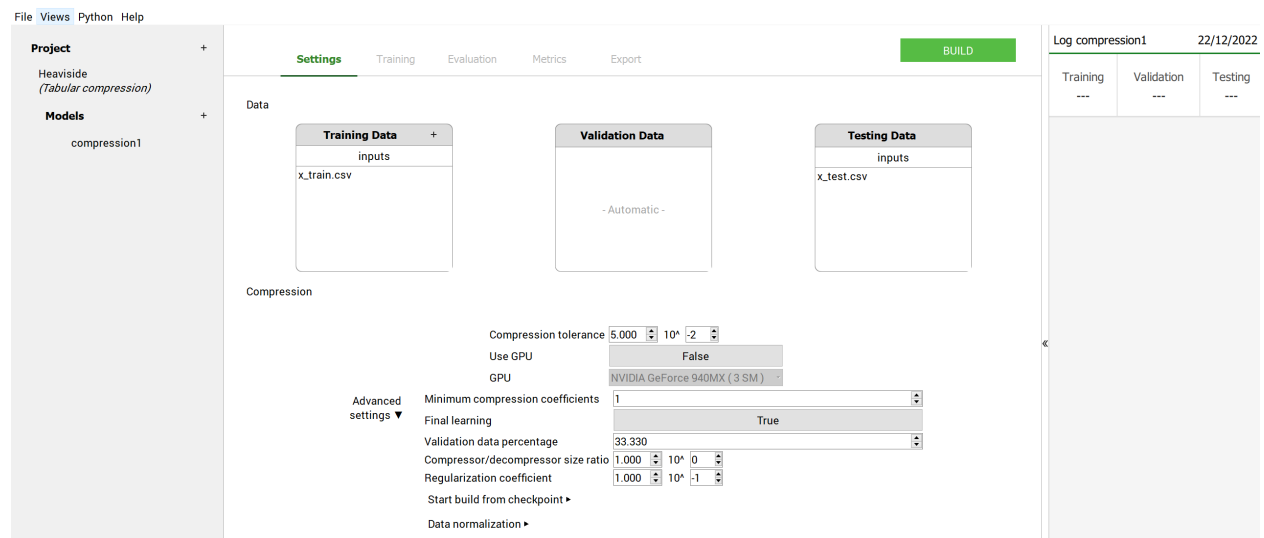 File Views Python Help
Project +
Heaviside
(Tabular compression)
Models +
compression1
Settings Training Evaluation Metrics Export
BUILD
Data
Training Data +
inputs
x_train.csv
Validation Data
- Automatic -
Testing Data
inputs
x_test.csv
Compression
Compression tolerance 5.000 10^ -2
Use GPU False
GPU NVIDIA GeForce 940MX ( 3 SM )
Advanced
settings ▼
Minimum compression coefficients 1
Final learning True
Validation data percentage 33.330
Compressor/decompressor size ratio 1.000 10^ 0
Regularization coefficient 1.000 10^ -1
Start build from checkpoint ▸
Data normalization ▸
«
Log compression1 22/12/2022
Training Validation Testing
--- --- ---